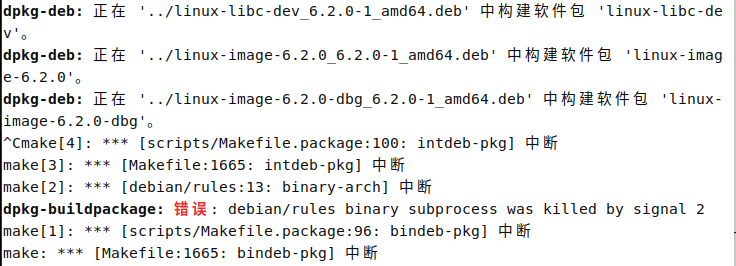 dpkg-deb: 正在 '../linux-libc-dev_6.2.0-1_amd64.deb' 中构建软件包 'linux-libc-de
v'。
dpkg-deb: 正在 '../linux-image-6.2.0_6.2.0-1_amd64.deb' 中构建软件包 'linux-imag
e-6.2.0'。
dpkg-deb: 正在 '../linux-image-6.2.0-dbg_6.2.0-1_amd64.deb' 中构建软件包 'linux-
image-6.2.0-dbg'。
^Cmake[4]: *** [scripts/Makefile.package:100: intdeb-pkg] 中断
make[3]: *** [Makefile:1665: intdeb-pkg] 中断
make[2]: *** [debian/rules:13: binary-arch] 中断
dpkg-buildpackage: 错误: debian/rules binary subprocess was killed by signal 2
make[1]: *** [scripts/Makefile.package:96: bindeb-pkg] 中断
make: *** [Makefile:1665: bindeb-pkg] 中断